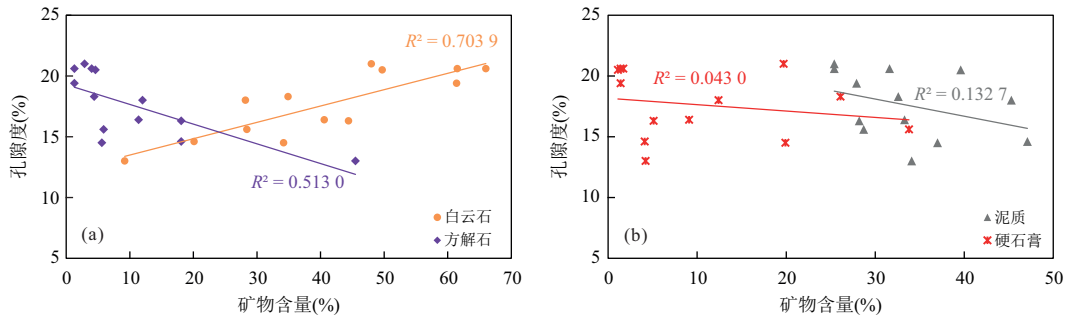 25
20
15
10
5
孔隙度(%)
R² = 0.703 9
R² = 0.513 0
(a)
白云石
方解石
0 10 20 30 40 50 60 70
矿物含量(%)
25
20
15
10
5
孔隙度(%)
R² = 0.043 0
R² = 0.132 7
(b)
泥质
硬石膏
0 10 20 30 40 50
矿物含量(%)